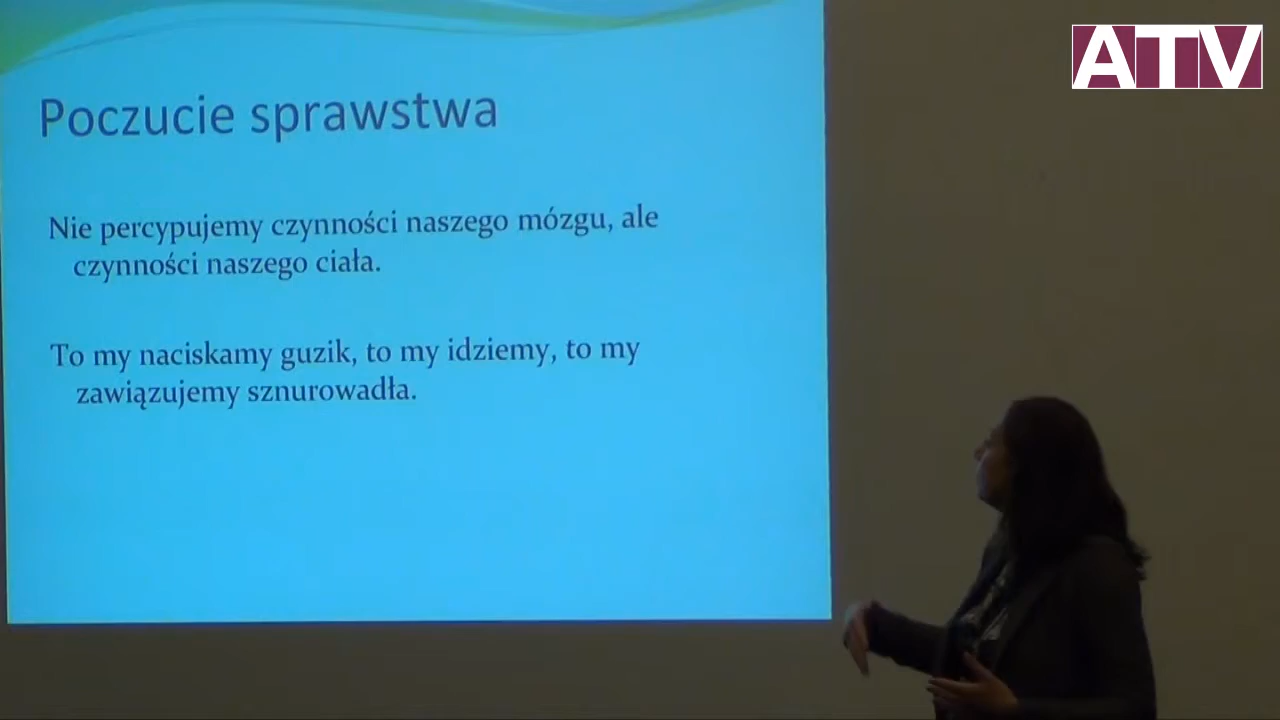 ATV
Poczucie sprawstwa
Nie percypujemy czynności naszego mózgu, ale
czynności naszego ciała.
To my naciskamy guzik, to my idziemy, to my
zawiązujemy sznurowadła.